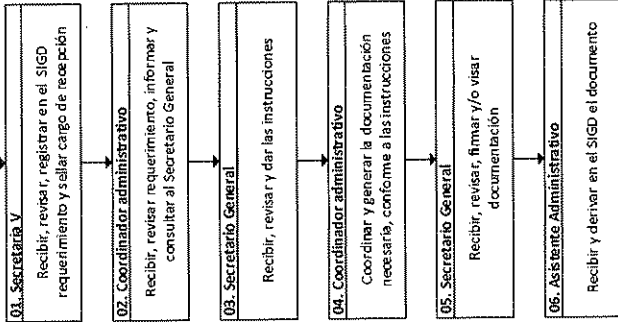 01. Secretaria V
Recibir, revisar, registrar en el SIGD
requerimiento y sellar cargo de recepción
02. Coordinador administrativo
Recibir, revisar requerimiento, informar y
consultar al Secretario General
03. Secretario General
Recibir, revisar y dar las instrucciones
04. Coordinador administrativo
Coordinar y generar la documentación
necesaria, conforme a las instrucciones
05. Secretario General
Recibir, revisar, firmar y/o visar
documentación
06. Asistente Administrativo
Recibir y derivar en el SIGD el documento